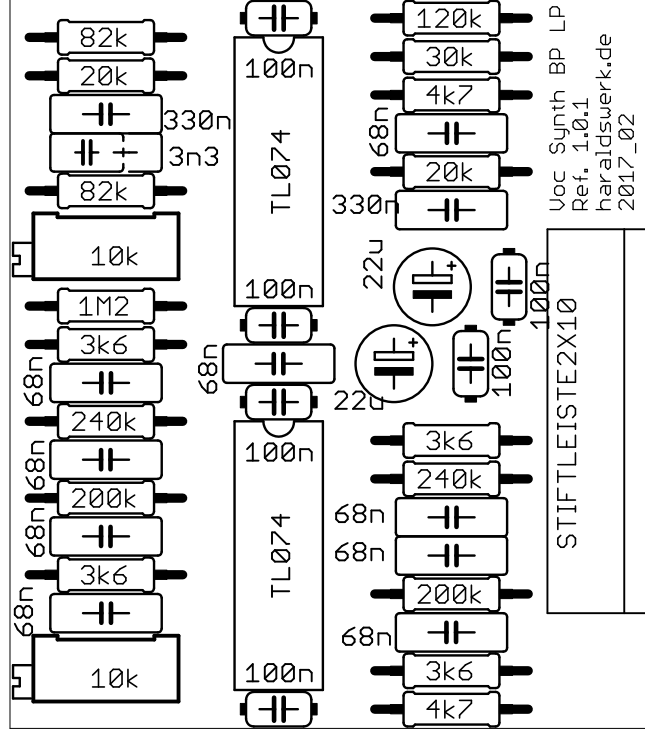 82k
20k
330n
3n3
82k
10k
1M2
3k6
68n
240k
68n
200k
68n
3k6
68n
10k
100n
TL074
100n
68n
100n
TL074
100n
120k
30k
4k7
68n
20k
330n
22u
100n
22u
100n
3k6
240k
68n
68n
200k
68n
3k6
4k7
Voc Synth BP LP
Ref. 1.0.1
haraldswerk.de
2017_02
STIFTLEISTE2X10